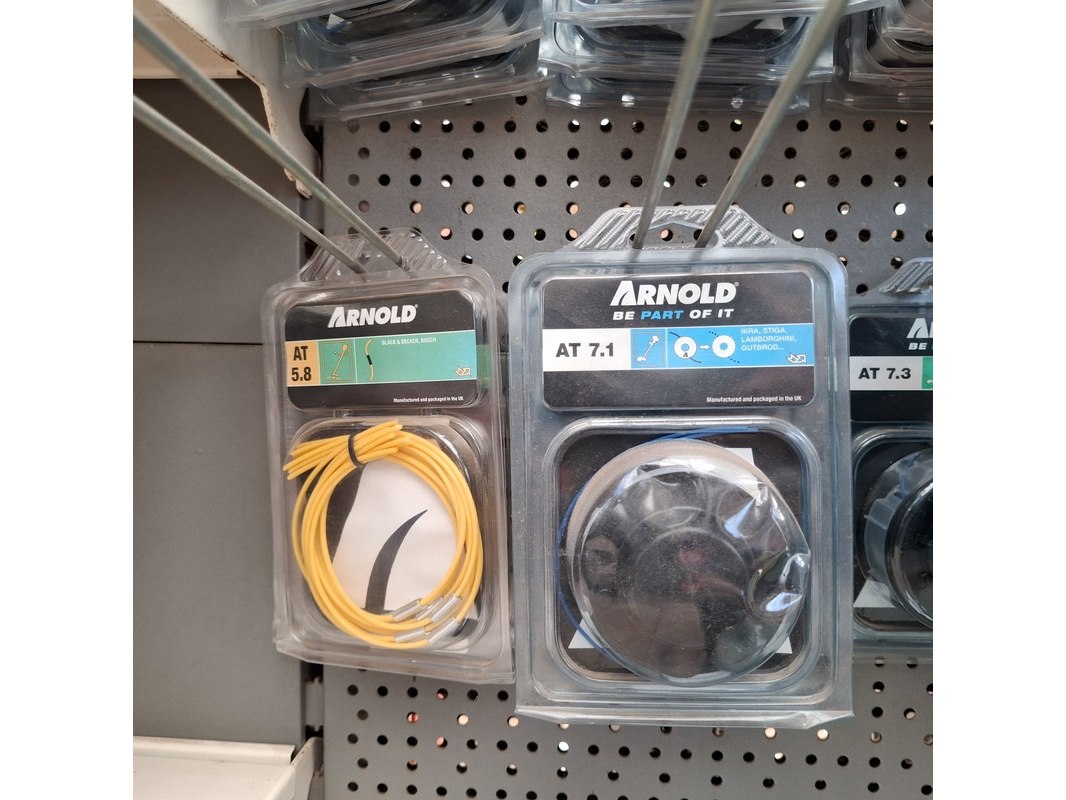 ARNOLD®
AT
5.8
BLACK & DECKER, BOSCH
Manufactured and packaged in the UK
ARNOLD®
BE PART OF IT
AT 7.1
IKRA, STIGA,
LAMBORGHINI,
GUTBROD...
Manufactured and packaged in the UK
BE
AT 7.3